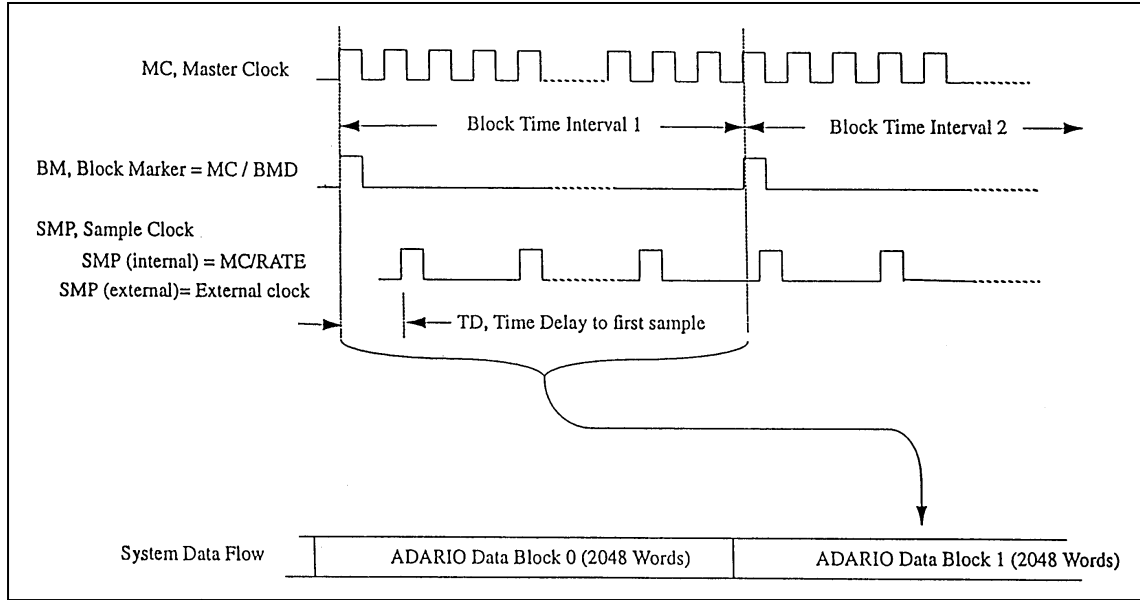 MC, Master Clock
Block Time Interval 1
Block Time Interval 2
BM, Block Marker = MC / BMD
SMP, Sample Clock
SMP (internal) = MC/RATE
SMP (external)= External clock
TD, Time Delay to first sample
System Data Flow
ADARIO Data Block 0 (2048 Words)
ADARIO Data Block 1 (2048 Words)